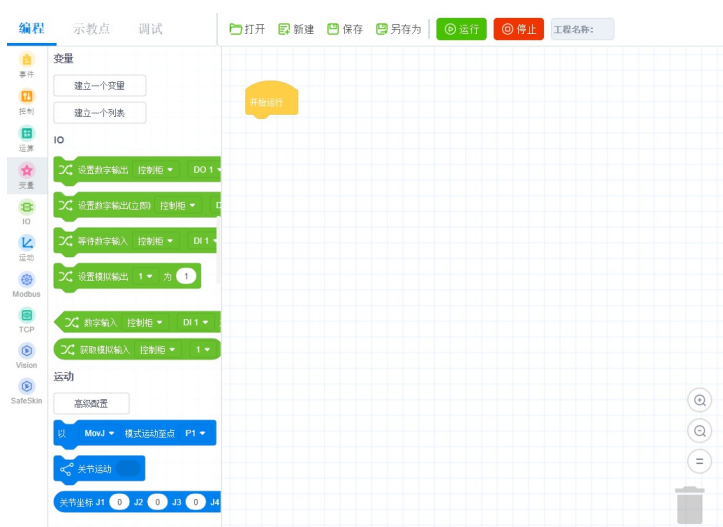 编程 示教点 调试 打开 新建 保存 另存为 运行 停止 工程名称:
事件
控制
运算
变量
IO
运动
Modbus
TCP
Vision
SafeSkin
变量
建立一个变量
建立一个列表
IO
设置数字输出 控制柜 DO 1
设置数字输出(立即) 控制柜
等待数字输入 控制柜 DI 1
设置模拟输出 1 为 1
数字输入 控制柜 DI 1
获取模拟输入 控制柜 1
运动
高级配置
以 MovJ 模式运动至点 P1
关节运动
关节坐标 J1 0 J2 0 J3 0 J4
开始运行